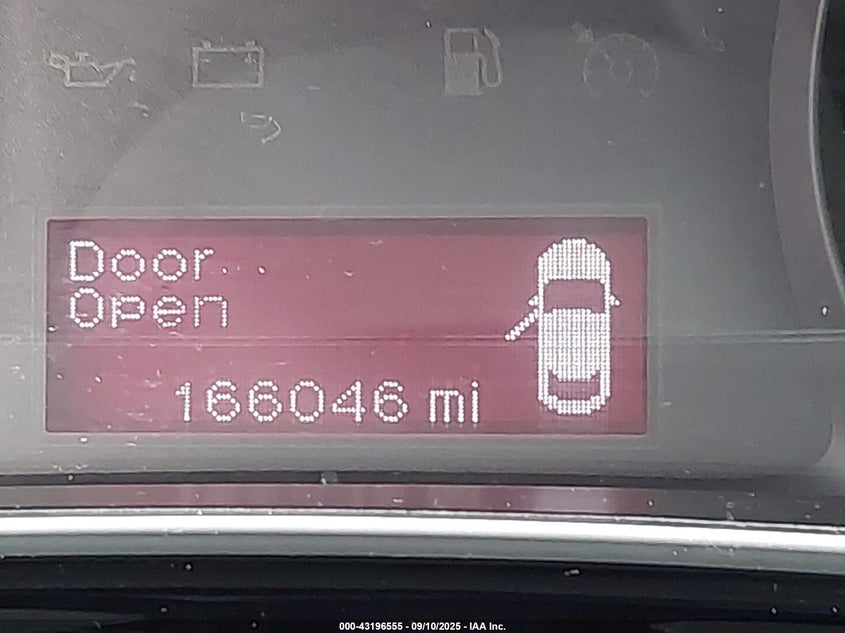 Door
Open
166046 mi
000-43196555 - 09/10/2025 - IAA Inc.